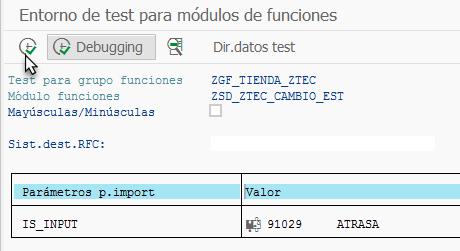 Entorno de test para módulos de funciones
Debugging Dir.datos test
Test para grupo funciones ZGF_TIENDA_ZTEC
Módulo funciones ZSD_ZTEC_CAMBIO_EST
Mayúsculas/Minúsculas
Sist.dest.RFC:
Parámetros p.import Valor
IS_INPUT 91029 ATRASA